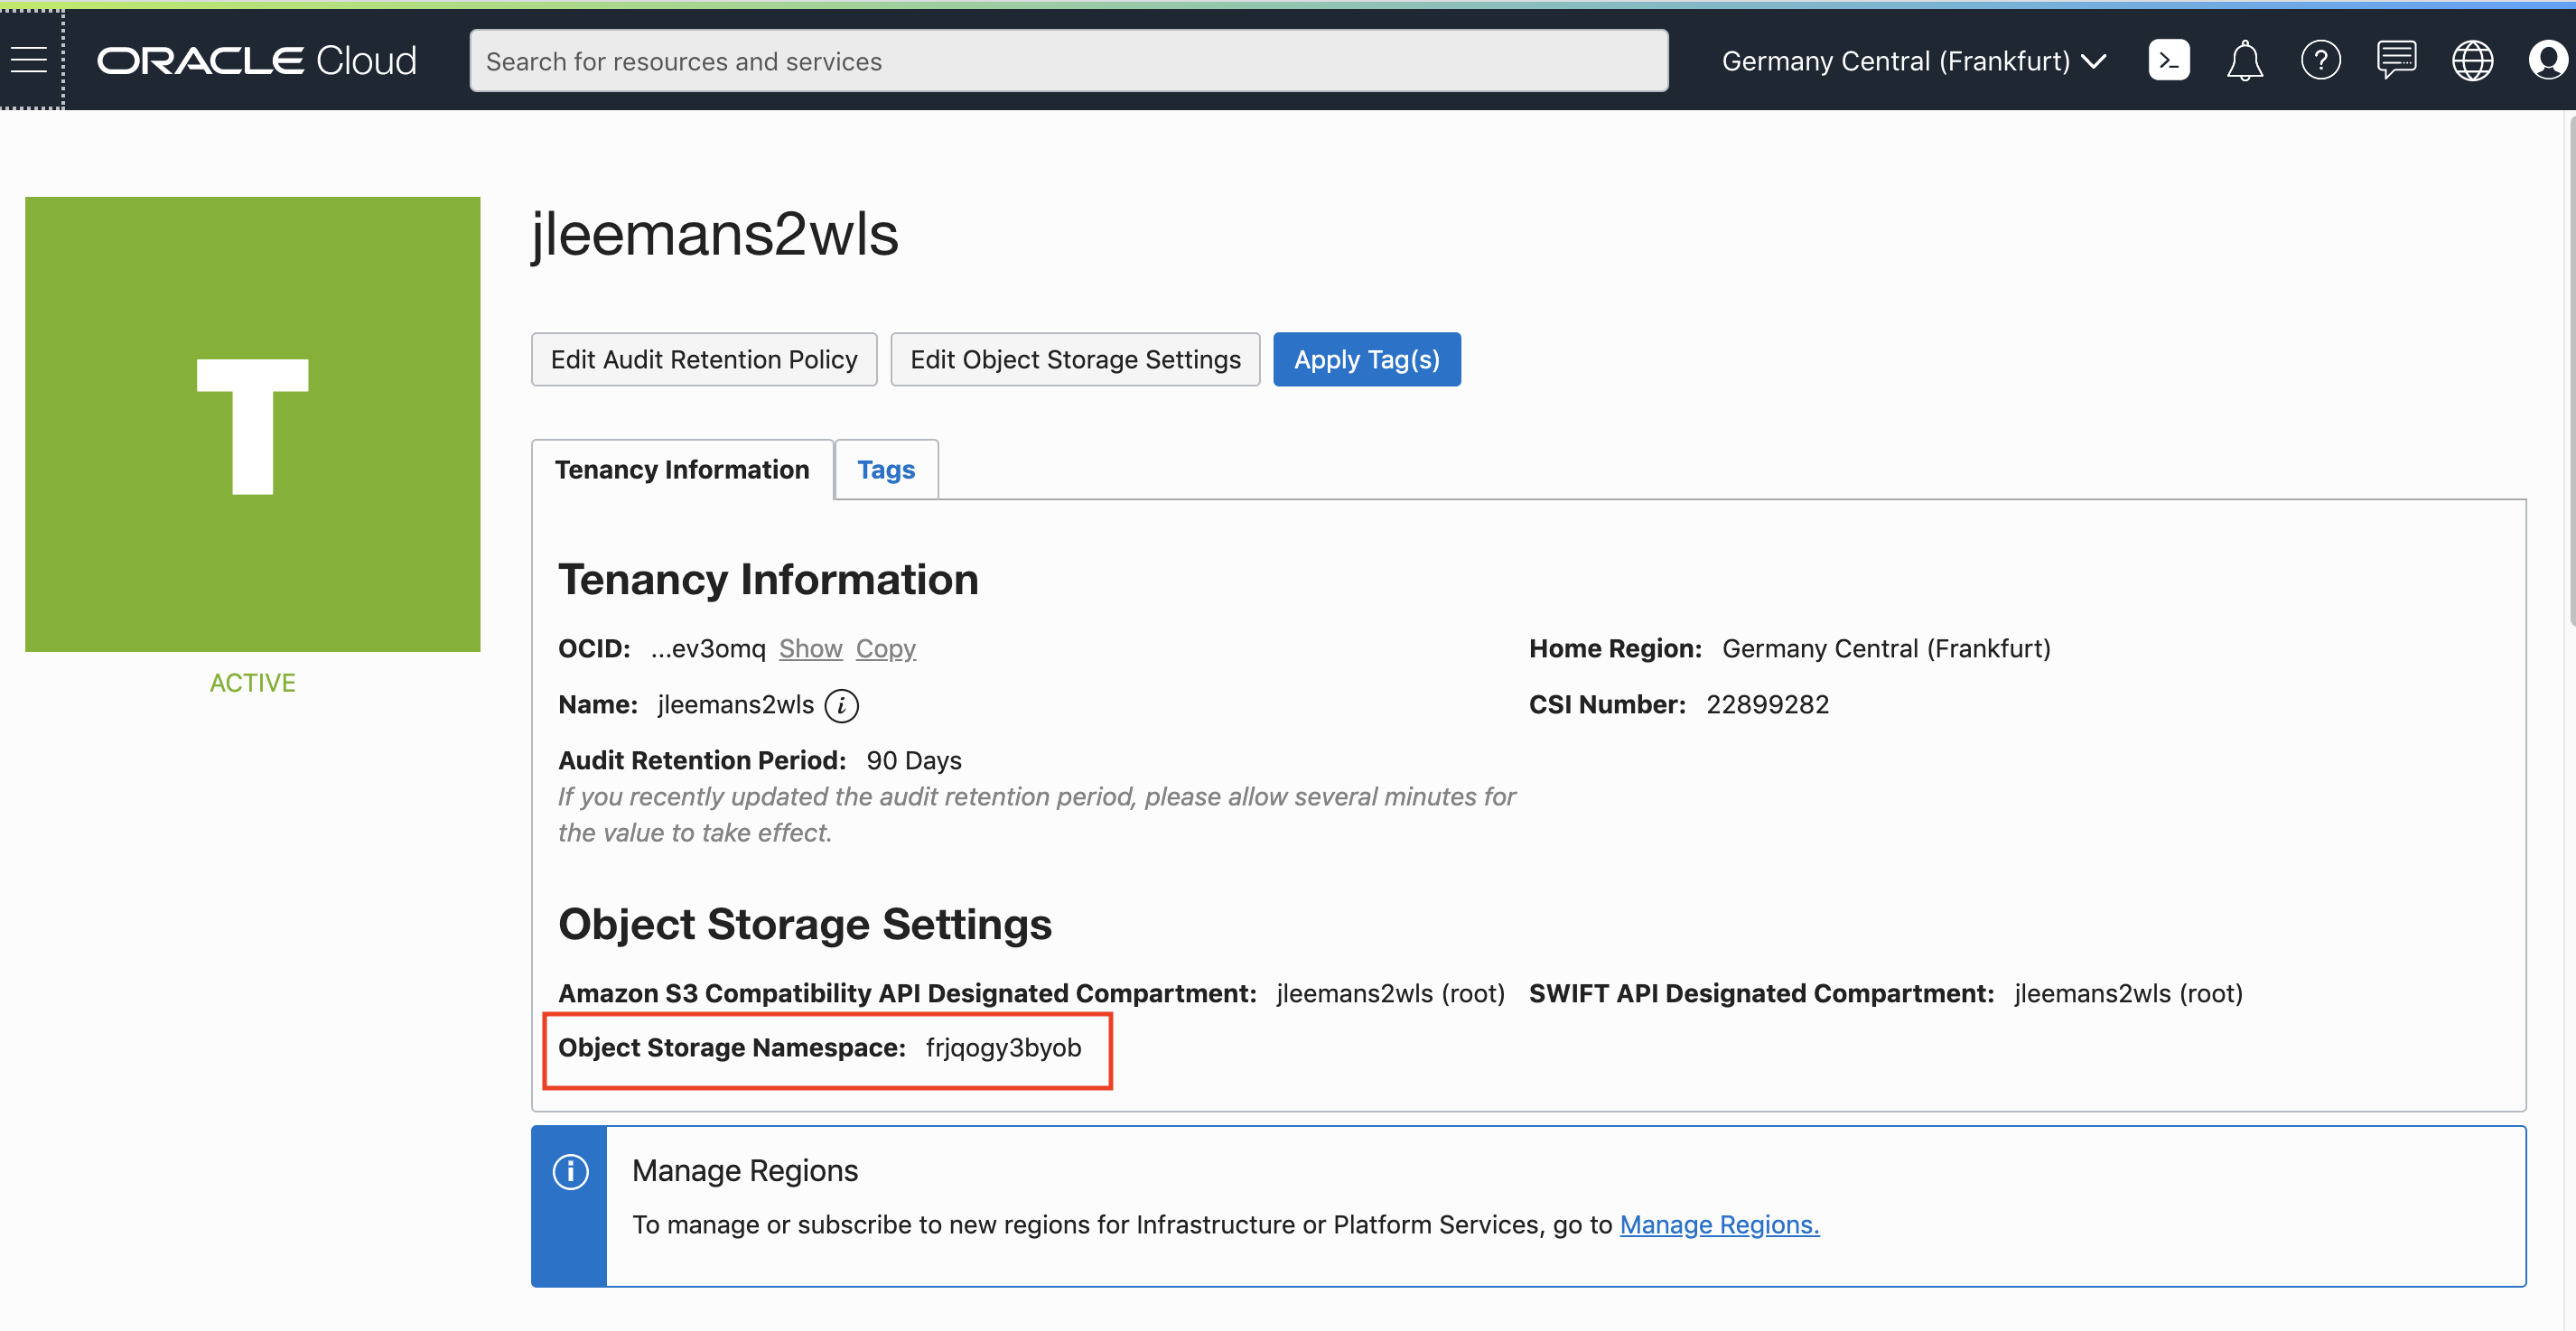 ORACLE Cloud
Search for resources and services
Germany Central (Frankfurt)
T
ACTIVE
jleemans2wls
Edit Audit Retention Policy
Edit Object Storage Settings
Apply Tag(s)
Tenancy Information
Tags
Tenancy Information
OCID: ...ev3omq Show Copy
Home Region: Germany Central (Frankfurt)
Name: jleemans2wls
CSI Number: 22899282
Audit Retention Period: 90 Days
If you recently updated the audit retention period, please allow several minutes for
the value to take effect.
Object Storage Settings
Amazon S3 Compatibility API Designated Compartment: jleemans2wls (root)
SWIFT API Designated Compartment: jleemans2wls (root)
Object Storage Namespace: frjqogy3byob
Manage Regions
To manage or subscribe to new regions for Infrastructure or Platform Services, go to Manage Regions.